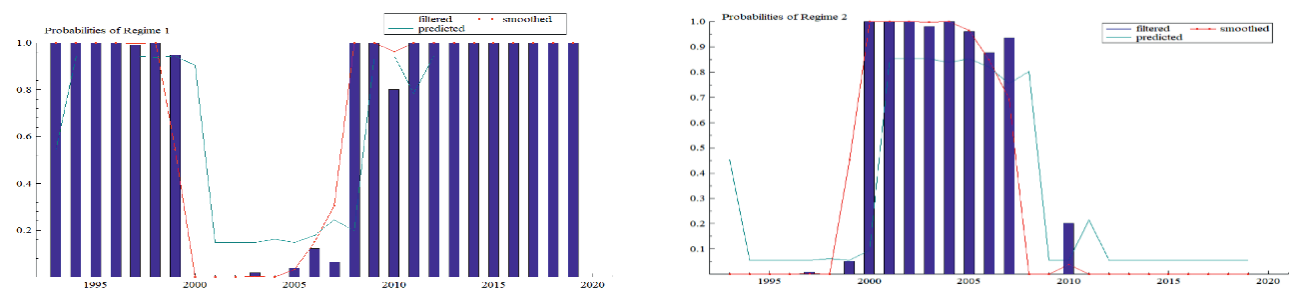 Probabilities of Regime 1
filtered smoothed
predicted
1.0
0.8
0.6
0.4
0.2
1995 2000 2005 2010 2015 2020
Probabilities of Regime 2
filtered smoothed
predicted
1.0
0.9
0.8
0.7
0.6
0.5
0.4
0.3
0.2
0.1
1995 2000 2005 2010 2015 2020